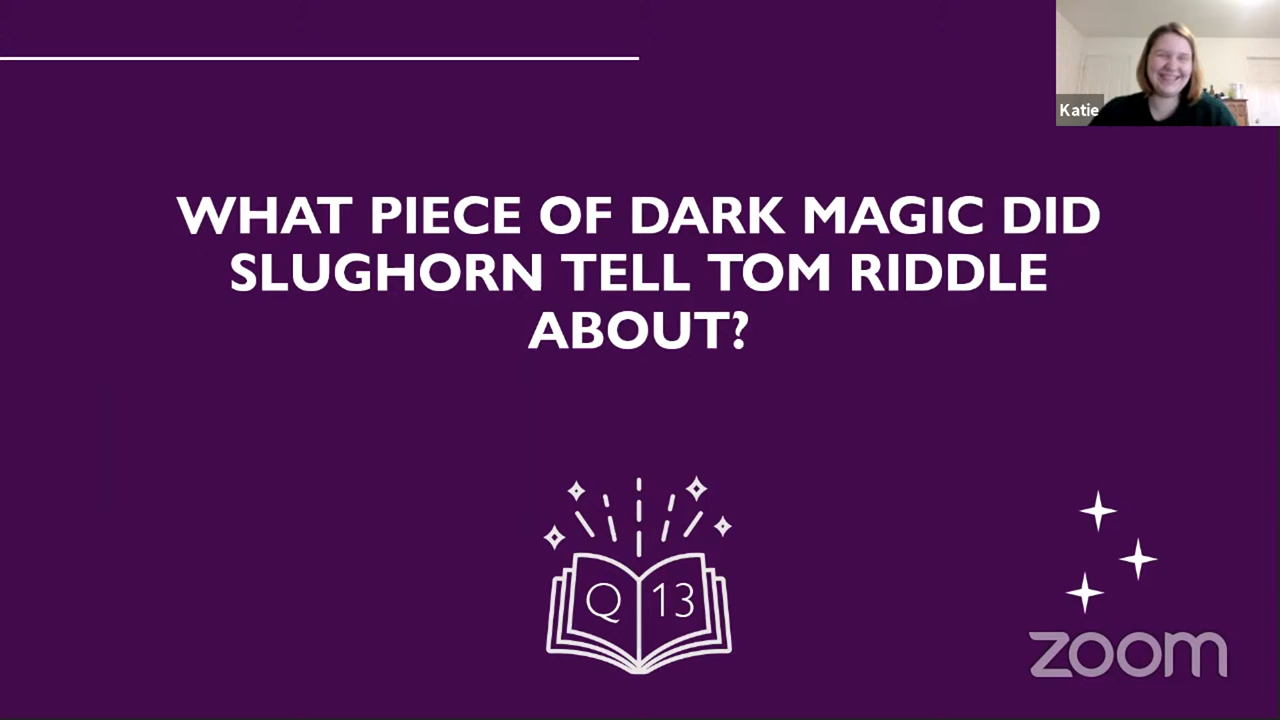 Katie
WHAT PIECE OF DARK MAGIC DID
SLUGHORN TELL TOM RIDDLE
ABOUT?
Q 13
zoom